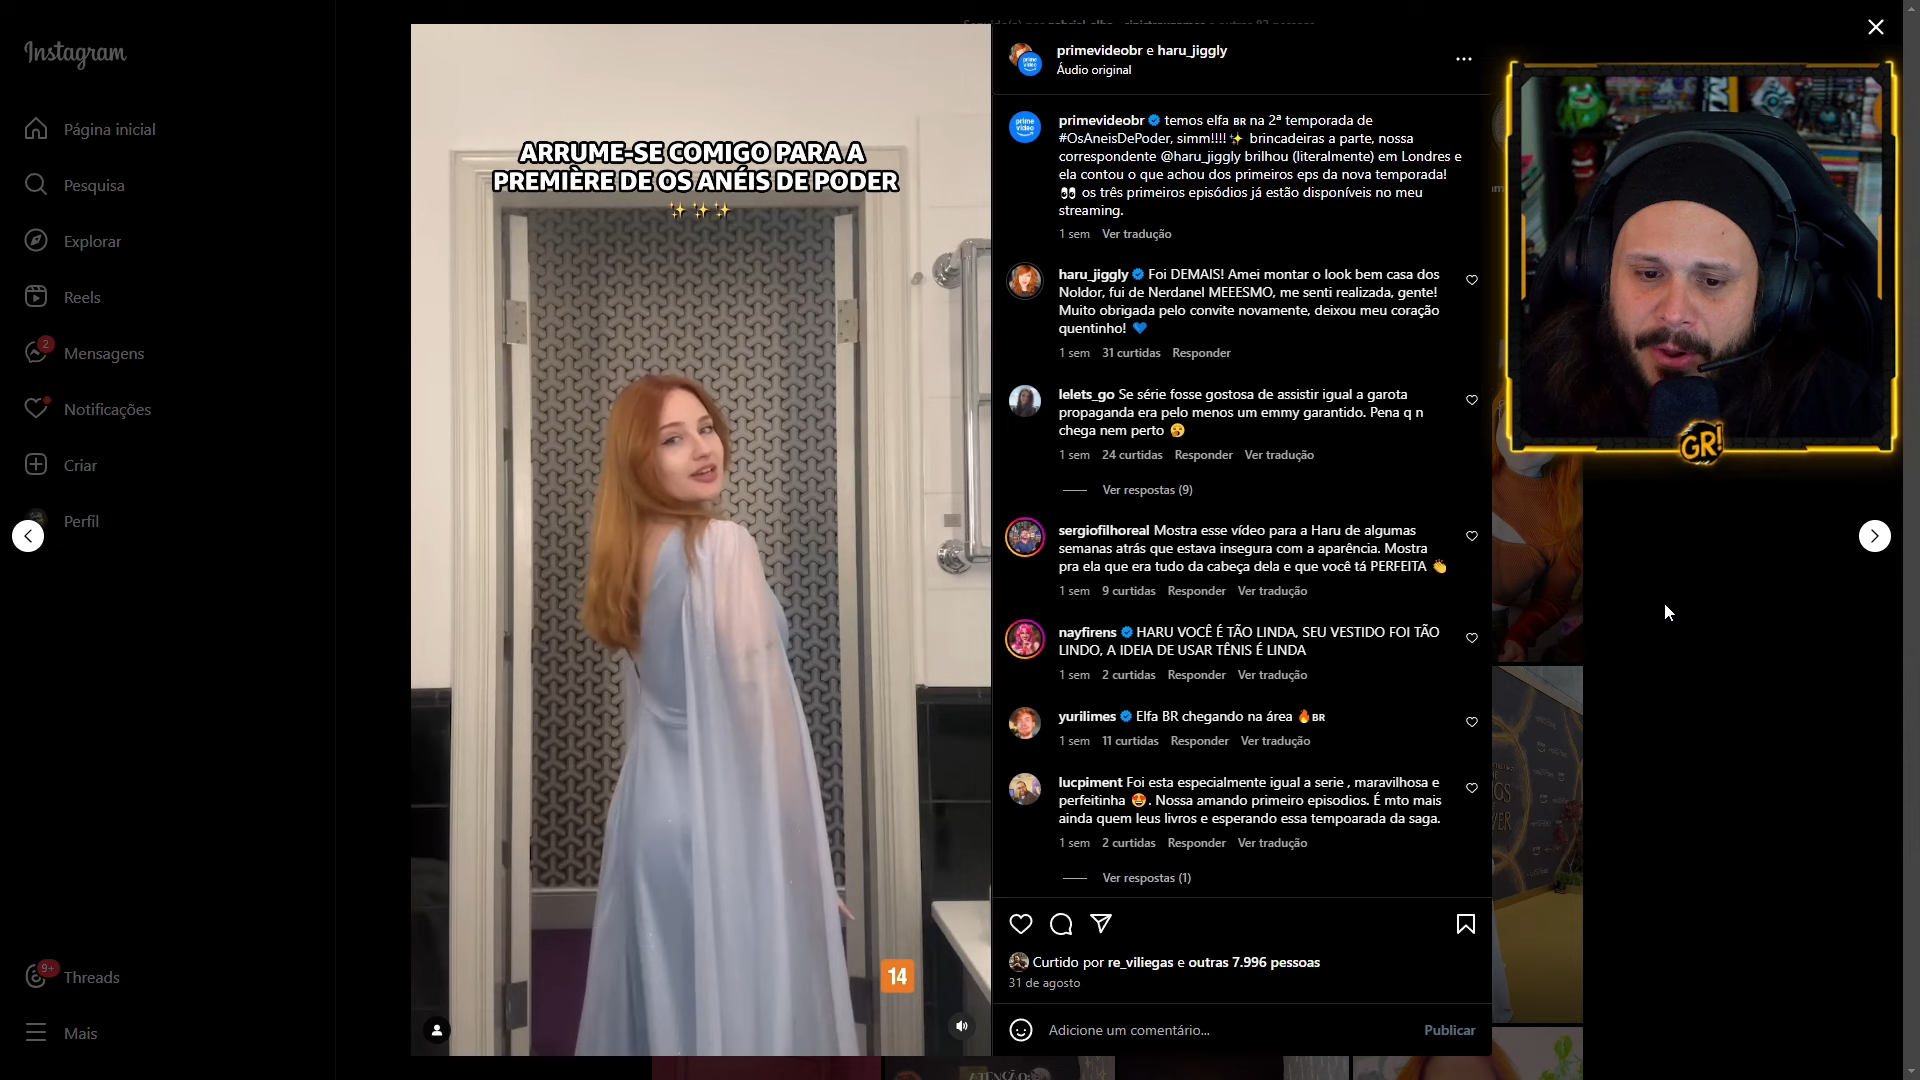 Instagram
Página inicial
Pesquisa
Explorar
Reels
2
Mensagens
Notificações
Criar
Perfil
9+
Threads
Mais
ARRUME-SE COMIGO PARA A
PREMIÈRE DE OS ANÉIS DE PODER
✨✨✨
14
primevideobr e haru_jiggly
Áudio original
primevideobr temos elfa BR na 2ª temporada de
#OsAneisDePoder, simm!!!!✨ brincadeiras a parte, nossa
correspondente @haru_jiggly brilhou (literalmente) em Londres e
ela contou o que achou dos primeiros eps da nova temporada!
👀 os três primeiros episódios já estão disponíveis no meu
streaming.
1 sem Ver tradução
haru_jiggly Foi DEMAIS! Amei montar o look bem casa dos
Noldor, fui de Nerdanel MEEESMO, me senti realizada, gente!
Muito obrigada pelo convite novamente, deixou meu coração
quentinho! 💙
1 sem 31 curtidas Responder
lelets_go Se série fosse gostosa de assistir igual a garota
propaganda era pelo menos um emmy garantido. Pena q n
chega nem perto 🥱
1 sem 24 curtidas Responder Ver tradução
Ver respostas (9)
sergiofilhoreal Mostra esse vídeo para a Haru de algumas
semanas atrás que estava insegura com a aparência. Mostra
pra ela que era tudo da cabeça dela e que você tá PERFEITA 👏
1 sem 9 curtidas Responder Ver tradução
nayfirens HARU VOCÊ É TÃO LINDA, SEU VESTIDO FOI TÃO
LINDO, A IDEIA DE USAR TÊNIS É LINDA
1 sem 2 curtidas Responder Ver tradução
yurilimes Elfa BR chegando na área 🔥BR
1 sem 11 curtidas Responder Ver tradução
lucpiment Foi esta especialmente igual a serie , maravilhosa e
perfeitinha 😍. Nossa amando primeiro episodios. É mto mais
ainda quem leus livros e esperando essa tempoarada da saga.
1 sem 2 curtidas Responder Ver tradução
Ver respostas (1)
Curtido por re_viliegas e outras 7.996 pessoas
31 de agosto
Adicione um comentário...
Publicar
GR!
prime video